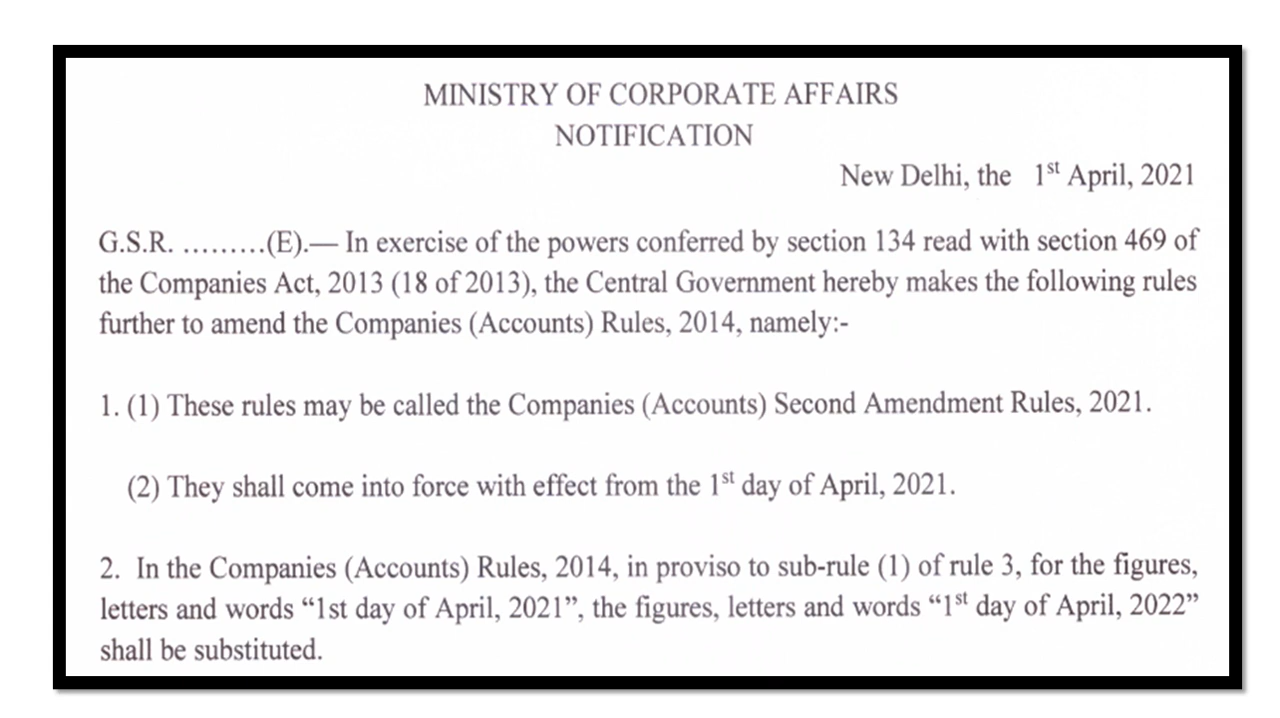 MINISTRY OF CORPORATE AFFAIRS
NOTIFICATION
New Delhi, the 1st April, 2021
G.S.R. .........(E).— In exercise of the powers conferred by section 134 read with section 469 of
the Companies Act, 2013 (18 of 2013), the Central Government hereby makes the following rules
further to amend the Companies (Accounts) Rules, 2014, namely:-
1. (1) These rules may be called the Companies (Accounts) Second Amendment Rules, 2021.
(2) They shall come into force with effect from the 1st day of April, 2021.
2. In the Companies (Accounts) Rules, 2014, in proviso to sub-rule (1) of rule 3, for the figures,
letters and words “1st day of April, 2021”, the figures, letters and words “1st day of April, 2022”
shall be substituted.